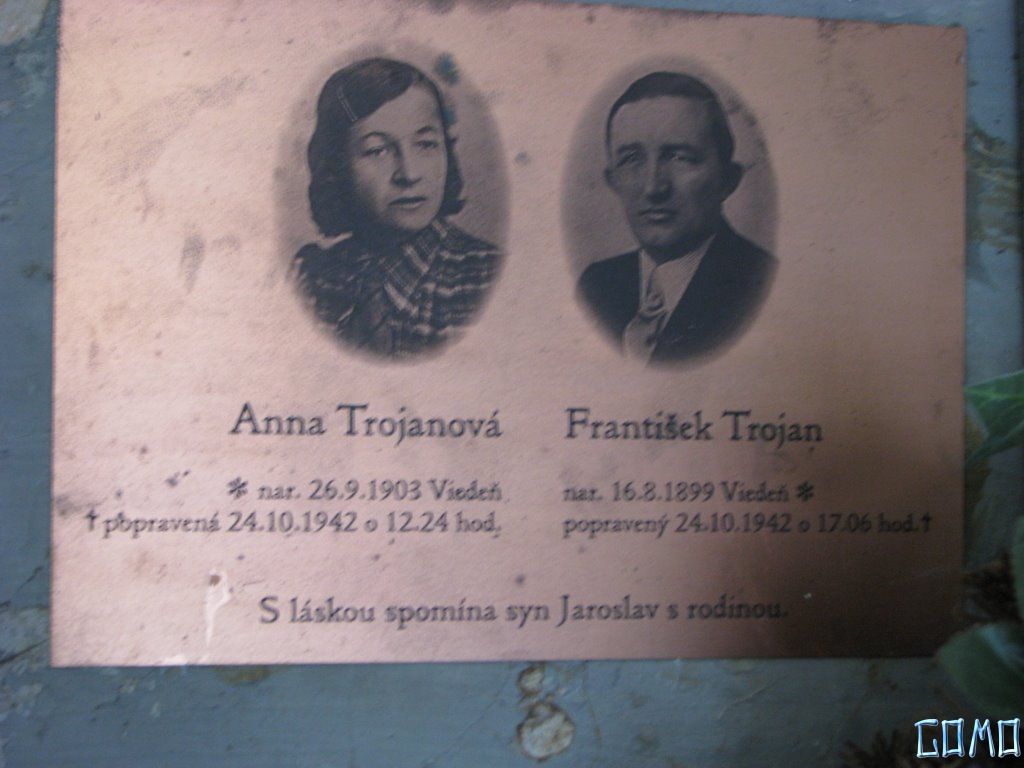 Anna Trojanová František Trojan
* nar. 26.9.1903 Viedeň nar. 16.8.1899 Viedeň *
† popravená 24.10.1942 o 12.24 hod. popravený 24.10.1942 o 17.06 hod.†
S láskou spomína syn Jaroslav s rodinou.
GOMO